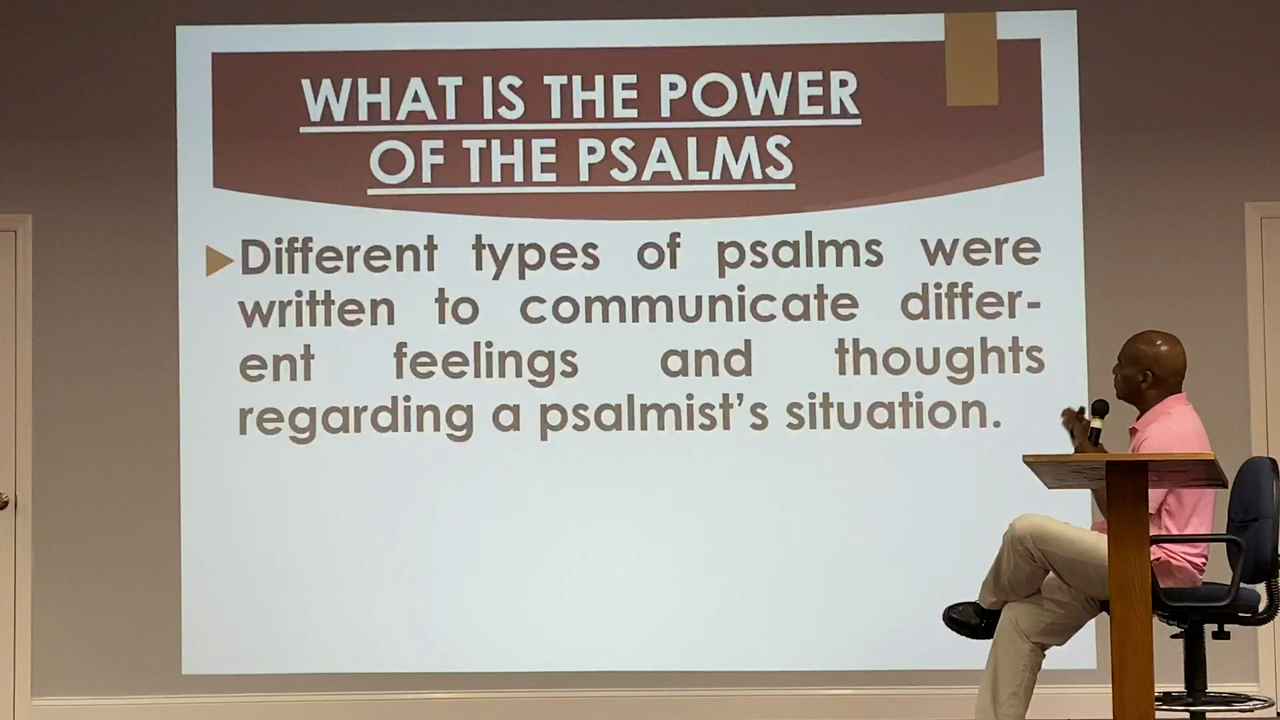 WHAT IS THE POWER
OF THE PSALMS
Different types of psalms were
written to communicate differ-
ent feelings and thoughts
regarding a psalmist's situation.